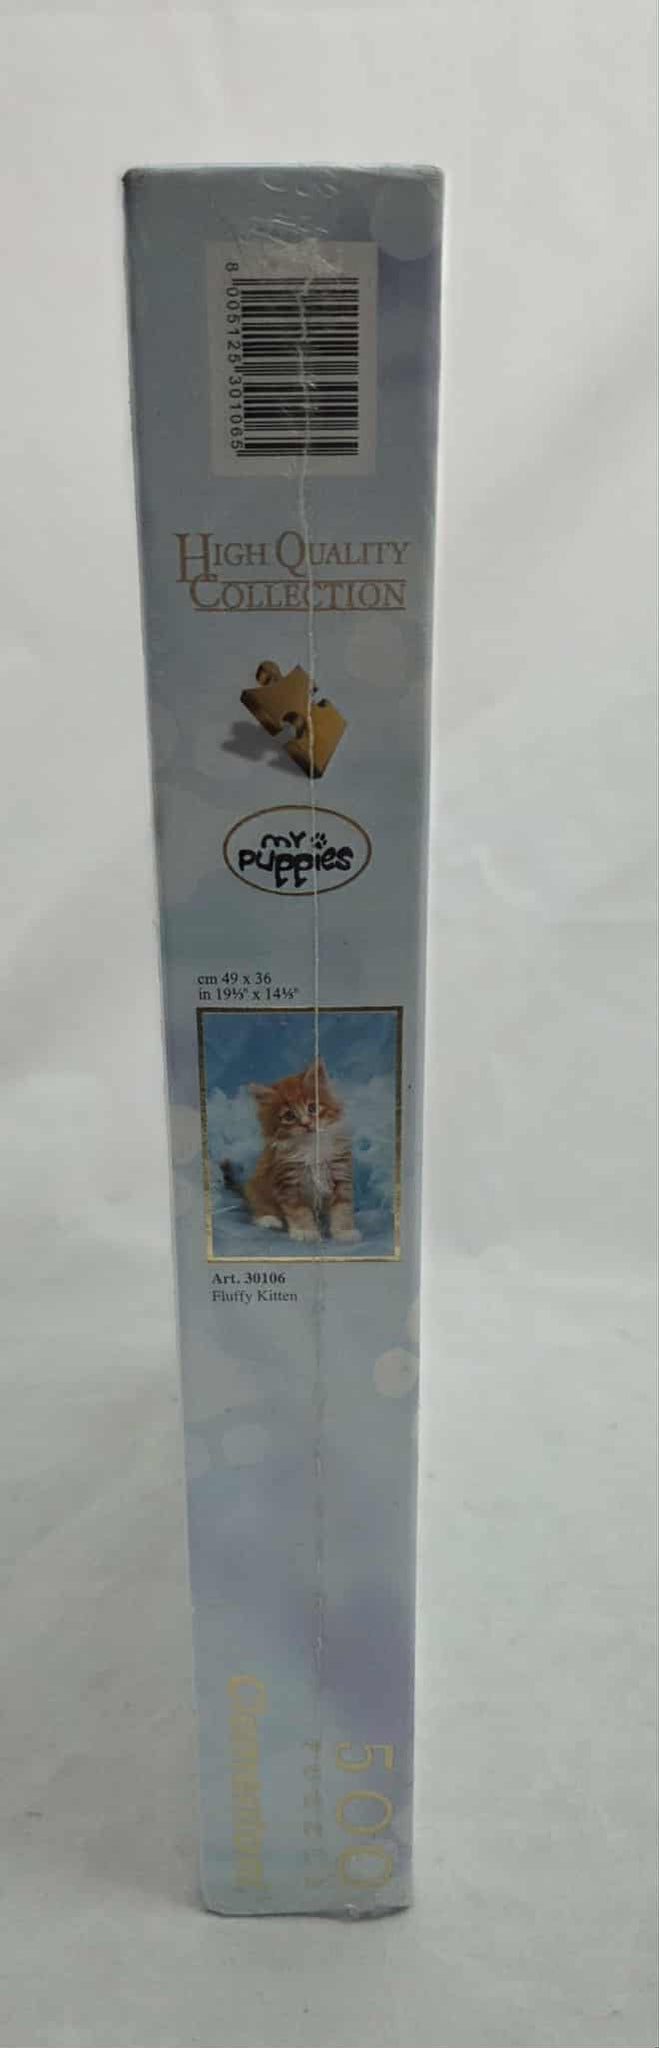 8 005125 301065
HIGH QUALITY
COLLECTION
my
puppies
cm 49 x 36
in 19⅓" x 14⅕"
Art. 30106
Fluffy Kitten
500
Clementoni